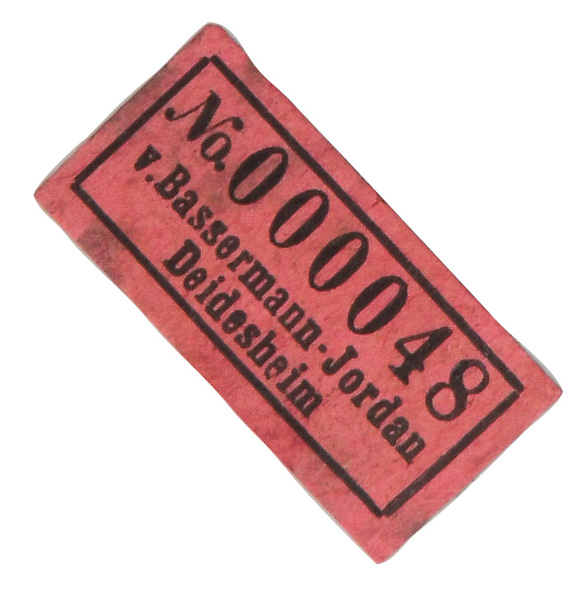 No. 000048
v. Bassermann-Jordan
Deidesheim